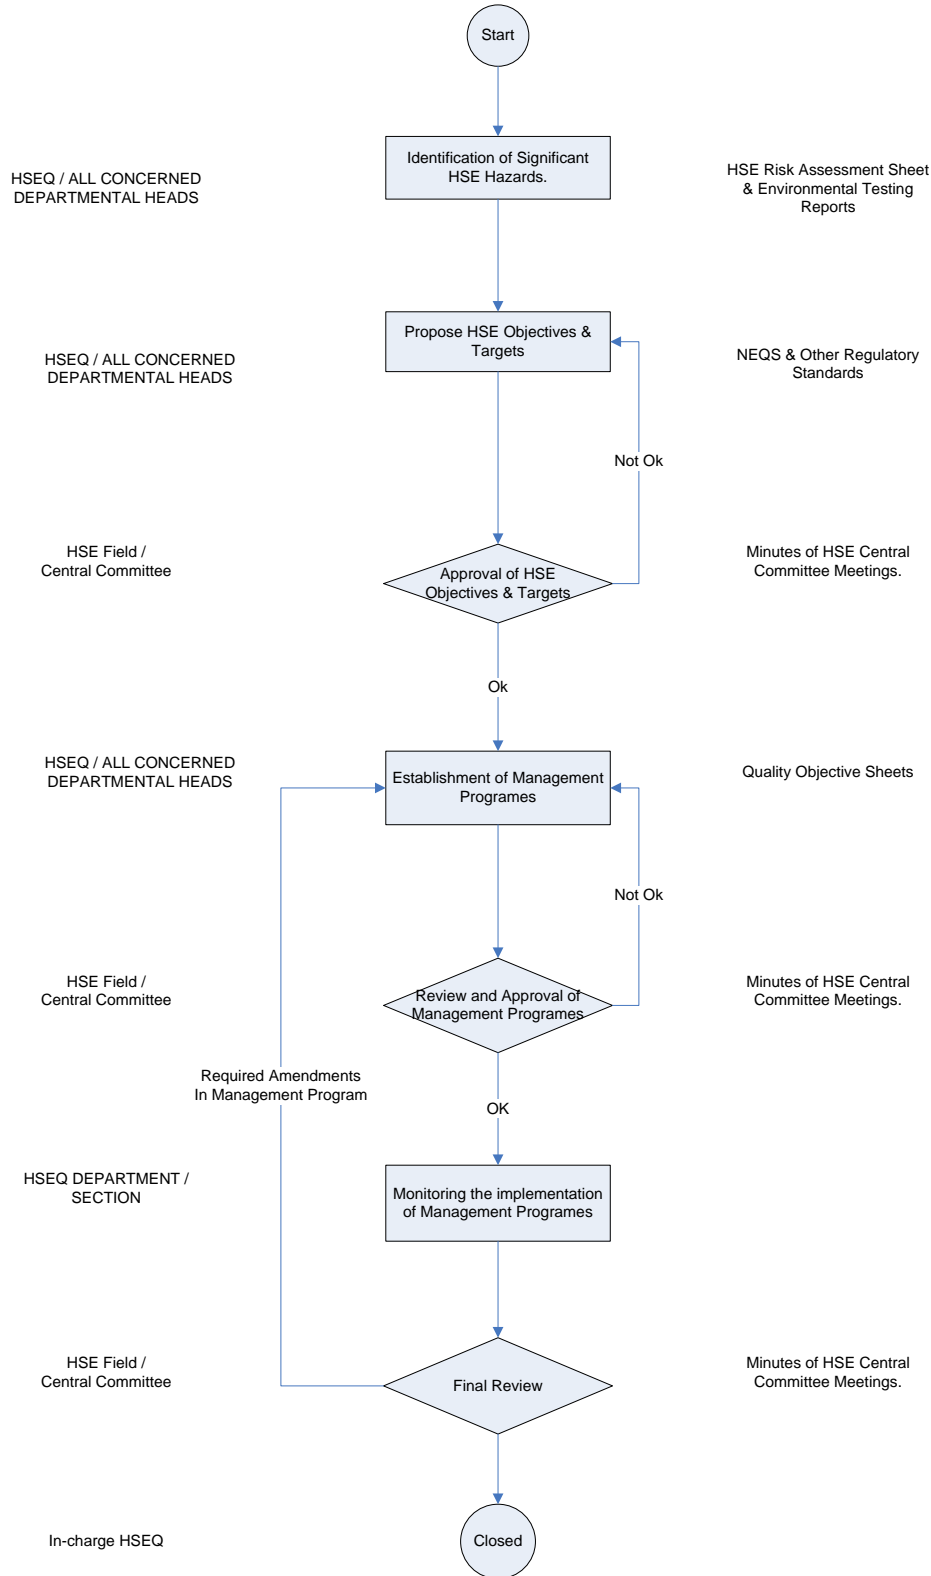 Start
HSEQ / ALL CONCERNED
DEPARTMENTAL HEADS
Identification of Significant
HSE Hazards.
HSE Risk Assessment Sheet
& Environmental Testing
Reports
HSEQ / ALL CONCERNED
DEPARTMENTAL HEADS
Propose HSE Objectives &
Targets
NEQS & Other Regulatory
Standards
Not Ok
HSE Field /
Central Committee
Approval of HSE
Objectives & Targets
Minutes of HSE Central
Committee Meetings.
Ok
HSEQ / ALL CONCERNED
DEPARTMENTAL HEADS
Establishment of Management
Programes
Quality Objective Sheets
Not Ok
HSE Field /
Central Committee
Review and Approval of
Management Programes
Minutes of HSE Central
Committee Meetings.
Required Amendments
In Management Program
OK
HSEQ DEPARTMENT /
SECTION
Monitoring the implementation
of Management Programes
HSE Field /
Central Committee
Final Review
Minutes of HSE Central
Committee Meetings.
In-charge HSEQ
Closed